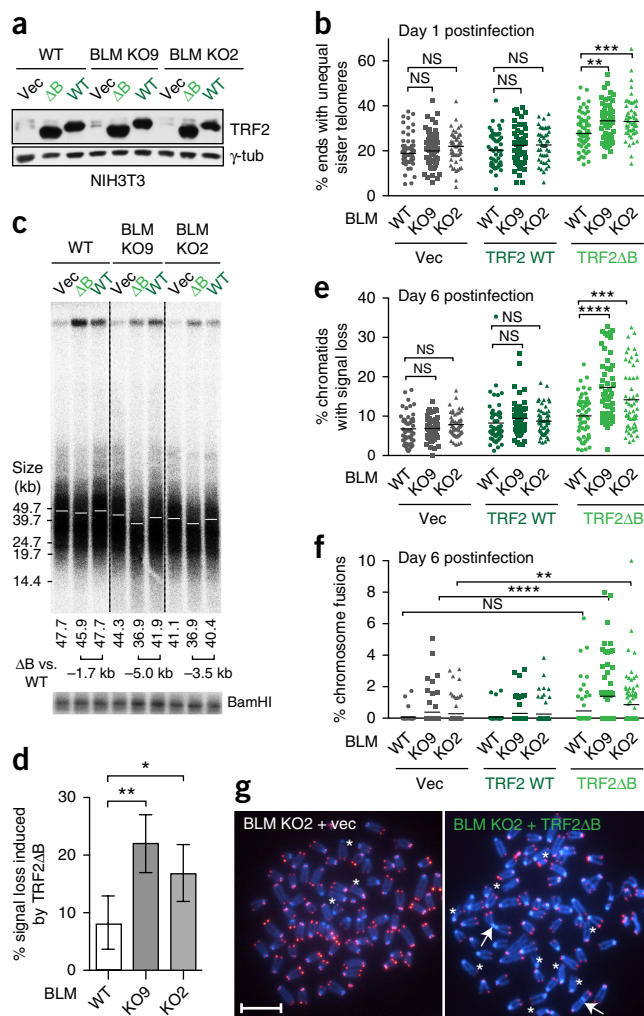 a
WT BLM KO9 BLM KO2
Vec ΔB WT Vec ΔB WT Vec ΔB WT
TRF2
γ-tub
NIH3T3
b
Day 1 postinfection
% ends with unequal sister telomeres
80
60
40
20
0
NS
NS
NS
NS
***
**
BLM WT KO9 KO2 WT KO9 KO2 WT KO9 KO2
Vec TRF2 WT TRF2ΔB
c
WT BLM KO9 BLM KO2
Vec ΔB WT Vec ΔB WT Vec ΔB WT
Size (kb)
49.7
39.7
24.7
19.7
14.4
47.7 45.9 47.7 44.3 36.9 41.9 41.1 36.9 40.4
ΔB vs. WT –1.7 kb –5.0 kb –3.5 kb
BamHI
d
% signal loss induced by TRF2ΔB
30
20
10
0
*
**
BLM WT KO9 KO2
e
Day 6 postinfection
% chromatids with signal loss
40
30
20
10
0
NS
NS
NS
NS
***
****
BLM WT KO9 KO2 WT KO9 KO2 WT KO9 KO2
Vec TRF2 WT TRF2ΔB
f
Day 6 postinfection
% chromosome fusions
10
8
6
4
2
0
**
****
NS
BLM WT KO9 KO2 WT KO9 KO2 WT KO9 KO2
Vec TRF2 WT TRF2ΔB
g
BLM KO2 + vec
BLM KO2 + TRF2ΔB